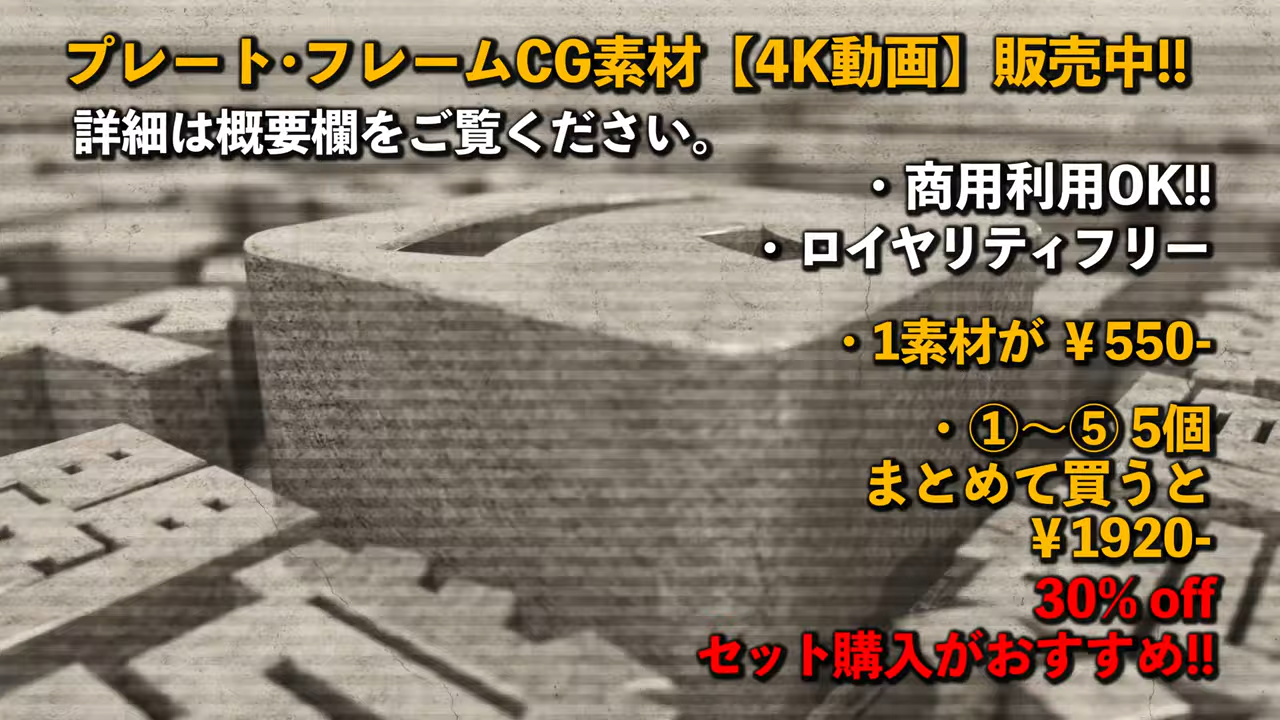 プレート・フレームCG素材【4K動画】販売中!!
詳細は概要欄をご覧ください。
・商用利用OK!!
・ロイヤリティフリー
・1素材が ￥550-
・①～⑤ 5個
まとめて買うと
￥1920-
30% off
セット購入がおすすめ!!